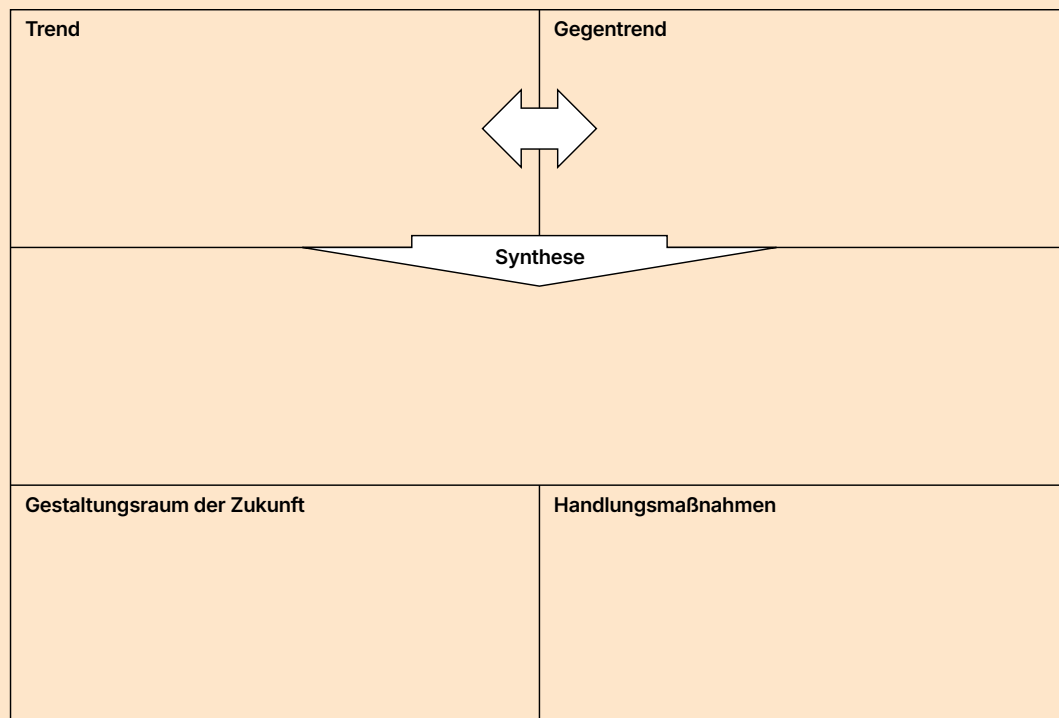 Trend
Gegentrend
Synthese
Gestaltungsraum der Zukunft
Handlungsmaßnahmen